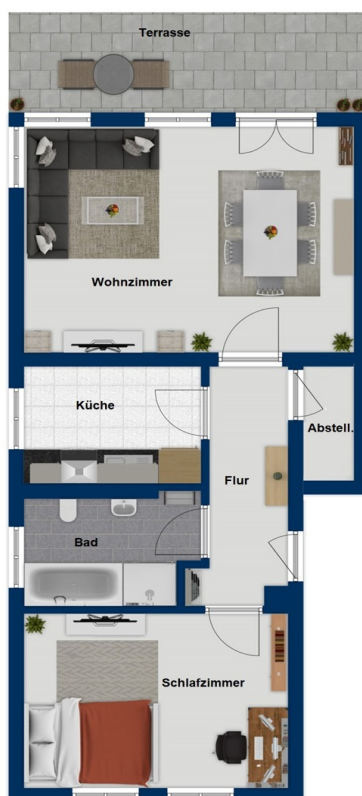 Terrasse
Wohnzimmer
Küche
Abstell.
Flur
Bad
Schlafzimmer